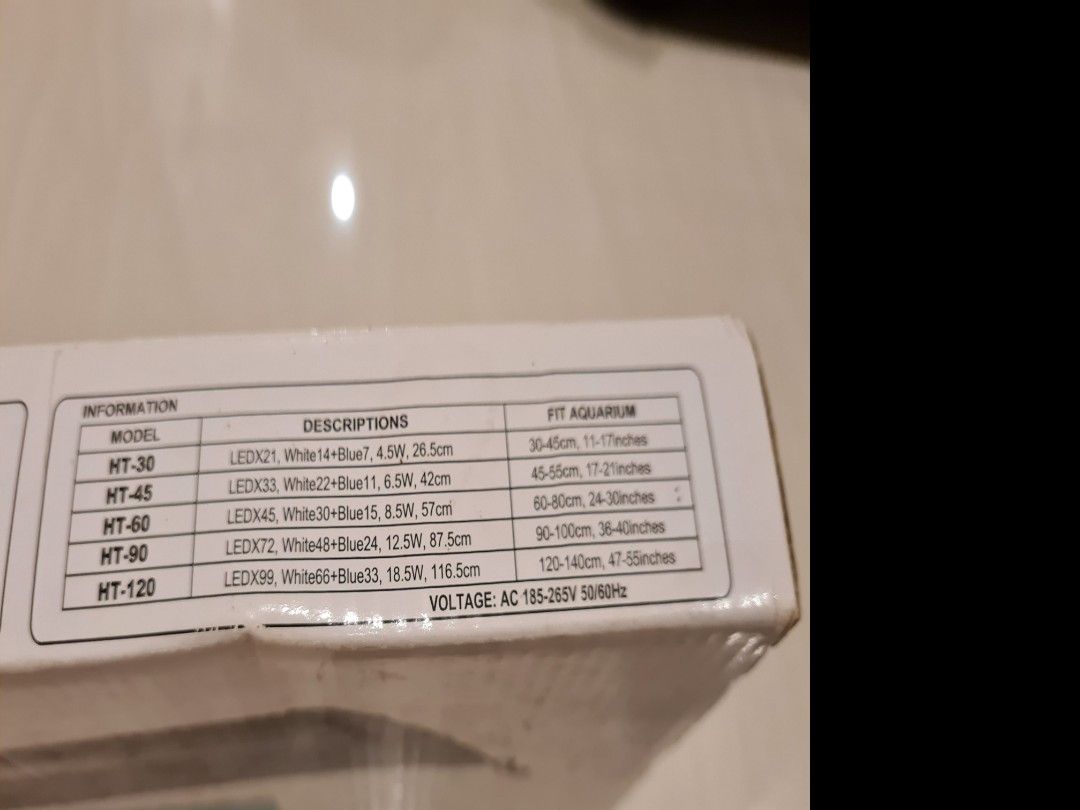 INFORMATION
MODEL DESCRIPTIONS FIT AQUARIUM
HT-30 LEDX21, White14+Blue7, 4.5W, 26.5cm 30-45cm, 11-17inches
HT-45 LEDX33, White22+Blue11, 6.5W, 42cm 45-55cm, 17-21inches
HT-60 LEDX45, White30+Blue15, 8.5W, 57cm 60-80cm, 24-30inches
HT-90 LEDX72, White48+Blue24, 12.5W, 87.5cm 90-100cm, 36-40inches
HT-120 LEDX99, White66+Blue33, 18.5W, 116.5cm 120-140cm, 47-55inches
VOLTAGE: AC 185-265V 50/60Hz